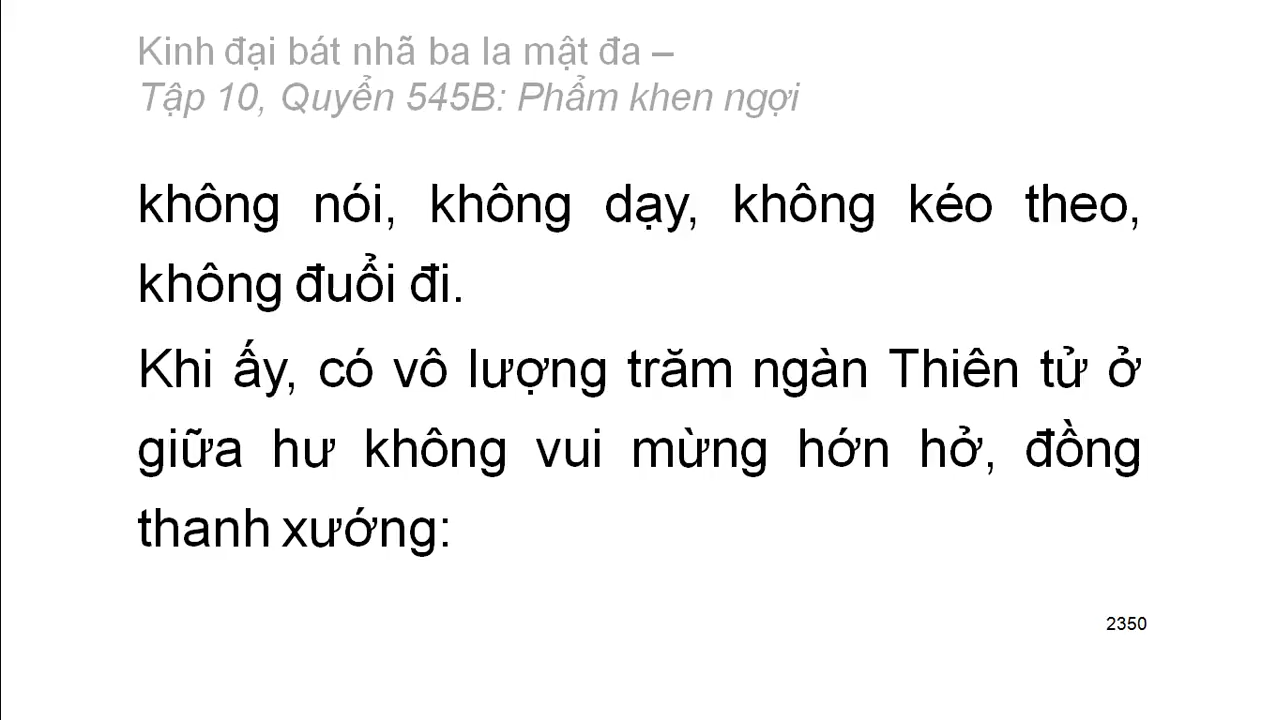 Kinh đại bát nhã ba la mật đa –
Tập 10, Quyển 545B: Phẩm khen ngợi
không nói, không dạy, không kéo theo,
không đuổi đi.
Khi ấy, có vô lượng trăm ngàn Thiên tử ở
giữa hư không vui mừng hớn hở, đồng
thanh xướng:
2350